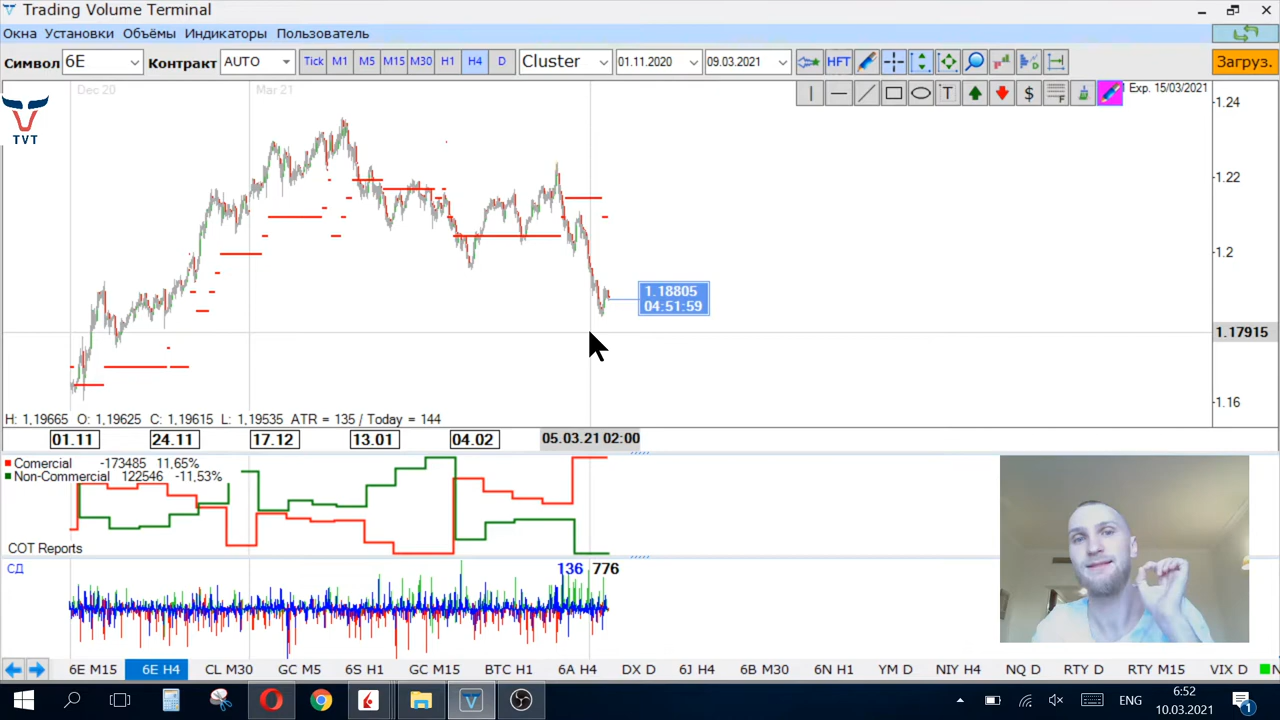 Trading Volume Terminal
Окна Установки Объёмы Индикаторы Пользователь
Символ 6E Контракт AUTO Tick M1 M5 M15 M30 H1 H4 D Cluster 01.11.2020 09.03.2021 HFT Загруз.
Dec 20 Mar 21 T $ F Exp. 15/03/2021
TVT
1.24
1.22
1.2
1.18805
04:51:59
1.17915
1.16
H: 1,19665 O: 1,19625 C: 1,19615 L: 1,19535 ATR = 135 / Today = 144
01.11 24.11 17.12 13.01 04.02 05.03.21 02:00
Comercial -173485 11,65%
Non-Commercial 122546 -11,53%
COT Reports
СД 136 776
6E M15 6E H4 CL M30 GC M5 6S H1 GC M15 BTC H1 6A H4 DX D 6J H4 6B M30 6N H1 YM D NIY H4 NQ D RTY D RTY M15 VIX D
ENG 6:52
10.03.2021 1